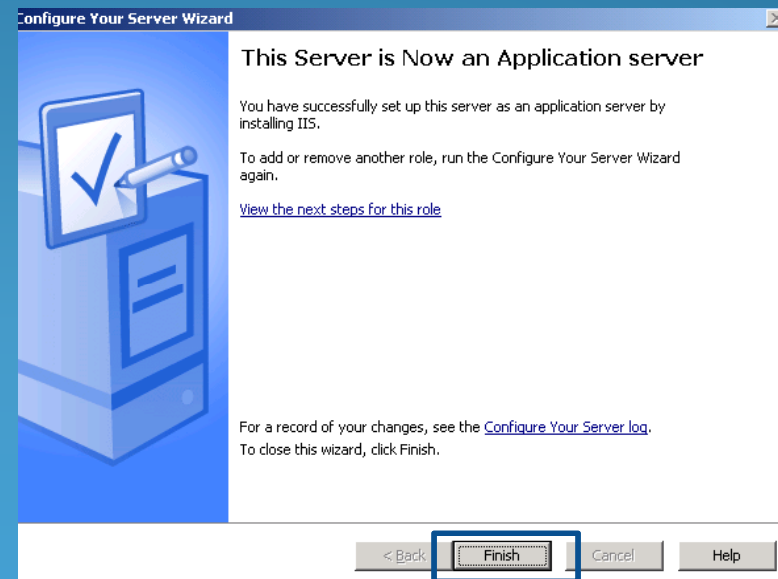 Configure Your Server Wizard
This Server is Now an Application server
You have successfully set up this server as an application server by
installing IIS.
To add or remove another role, run the Configure Your Server Wizard
again.
View the next steps for this role
For a record of your changes, see the Configure Your Server log.
To close this wizard, click Finish.
< Back Finish Cancel Help